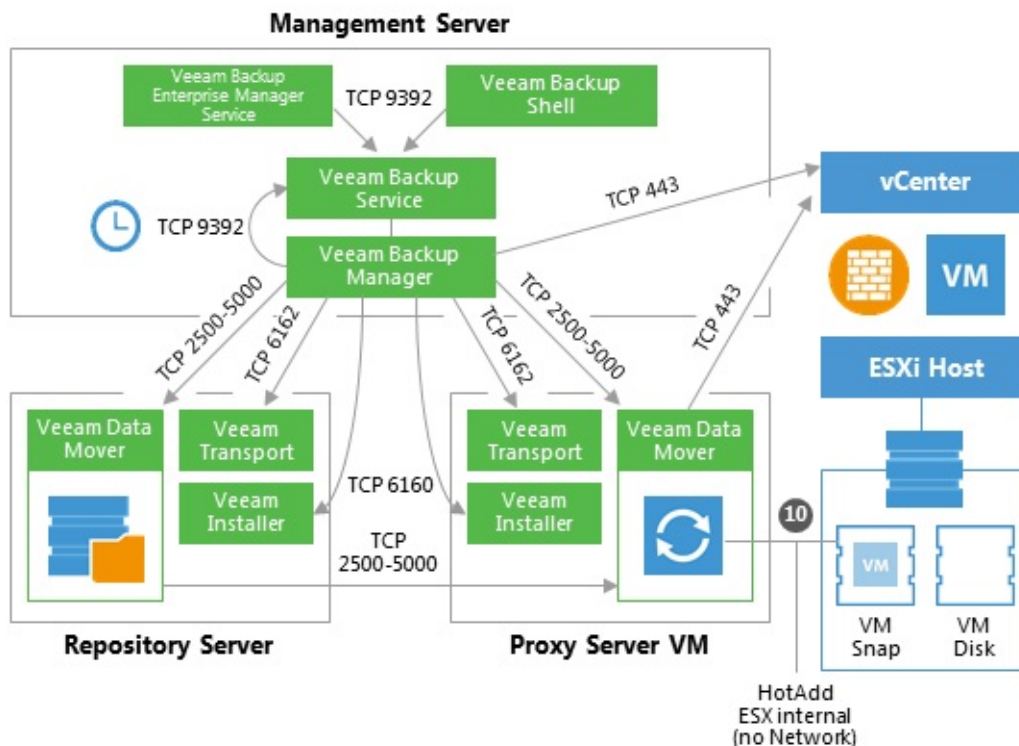 Management Server
Veeam Backup
Enterprise Manager
Service
TCP 9392
Veeam Backup
Shell
Veeam Backup
Service
TCP 9392
Veeam Backup
Manager
TCP 443
vCenter
VM
TCP 2500-5000
TCP 6162
TCP 6162
TCP 2500-5000
TCP 443
ESXi Host
Veeam Data
Mover
Veeam
Transport
Veeam
Installer
TCP 6160
TCP
2500-5000
Veeam
Transport
Veeam
Installer
Veeam Data
Mover
10
VM
VM
Snap
VM
Disk
Repository Server
Proxy Server VM
HotAdd
ESX internal
(no Network)